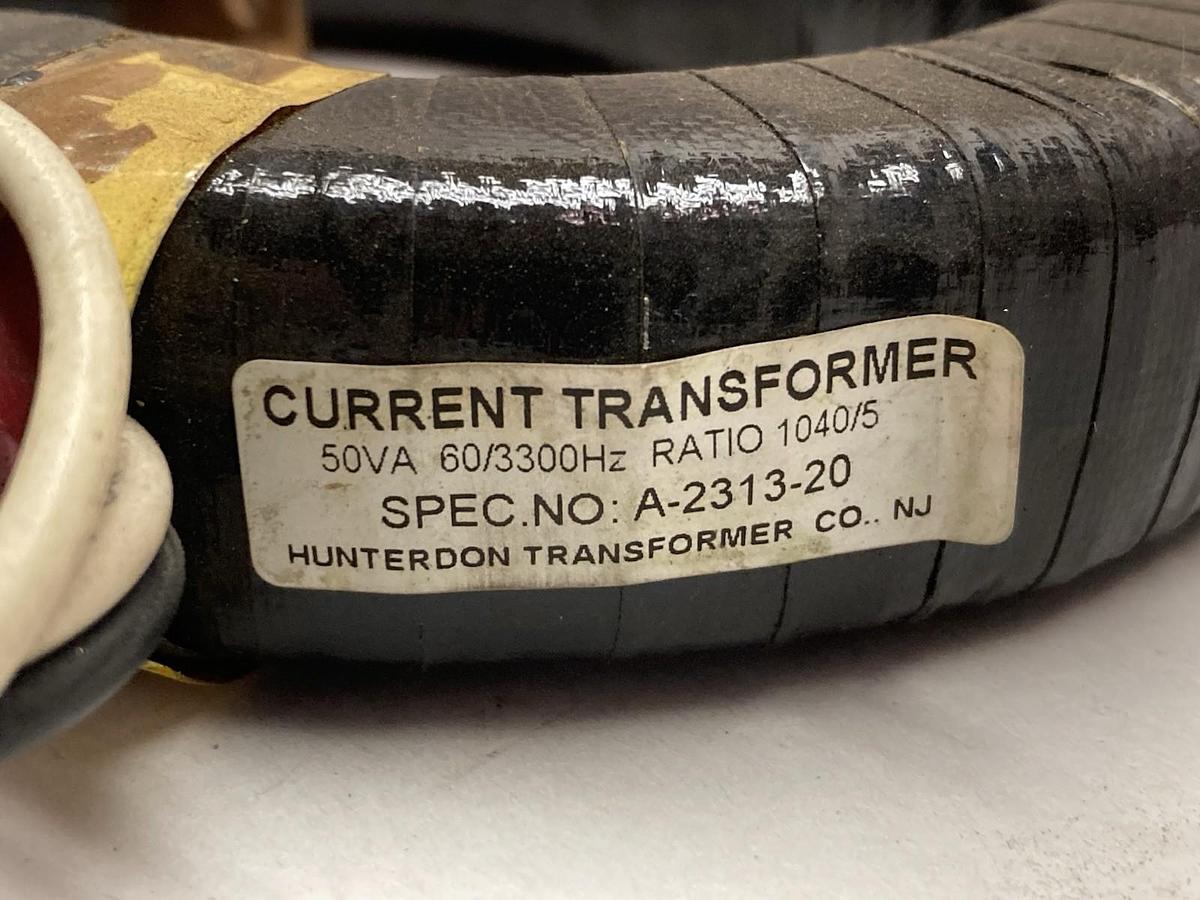 CURRENT TRANSFORMER
50VA 60/3300Hz RATIO 1040/5
SPEC.NO: A-2313-20
HUNTERDON TRANSFORMER CO.. NJ